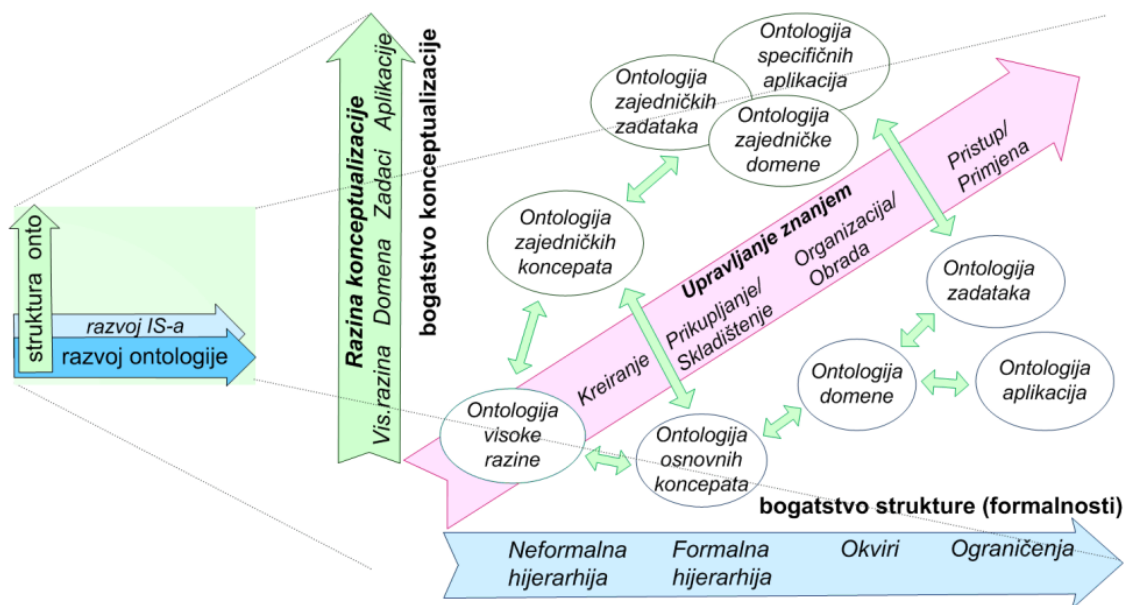 struktura onto
razvoj IS-a
razvoj ontologije
Razina konceptualizacije
Vis.razina Domena Zadaci Aplikacije
bogatstvo konceptualizacije
Ontologija
specifičnih
aplikacija
Ontologija
zajedničkih
zadataka
Ontologija
zajedničke
domene
Ontologija
zajedničkih
koncepata
Upravljanje znanjem
Kreiranje
Prikupljanje/
Skladištenje
Organizacija/
Obrada
Pristup/
Primjena
Ontologija
zadataka
Ontologija
domene
Ontologija
aplikacija
Ontologija
visoke
razine
Ontologija
osnovnih
koncepata
bogatstvo strukture (formalnosti)
Neformalna
hijerarhija
Formalna
hijerarhija
Okviri
Ograničenja